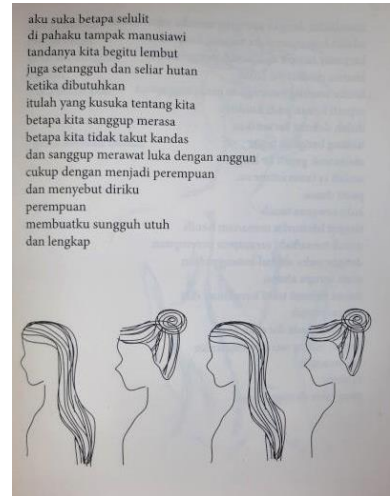 aku suka betapa selulit
di pahaku tampak manusiawi
tandanya kita begitu lembut
juga setangguh dan seliar hutan
ketika dibutuhkan
itulah yang kusuka tentang kita
betapa kita sanggup merasa
betapa kita tidak takut kandas
dan sanggup merawat luka dengan anggun
cukup dengan menjadi perempuan
dan menyebut diriku
perempuan
membuatku sungguh utuh
dan lengkap